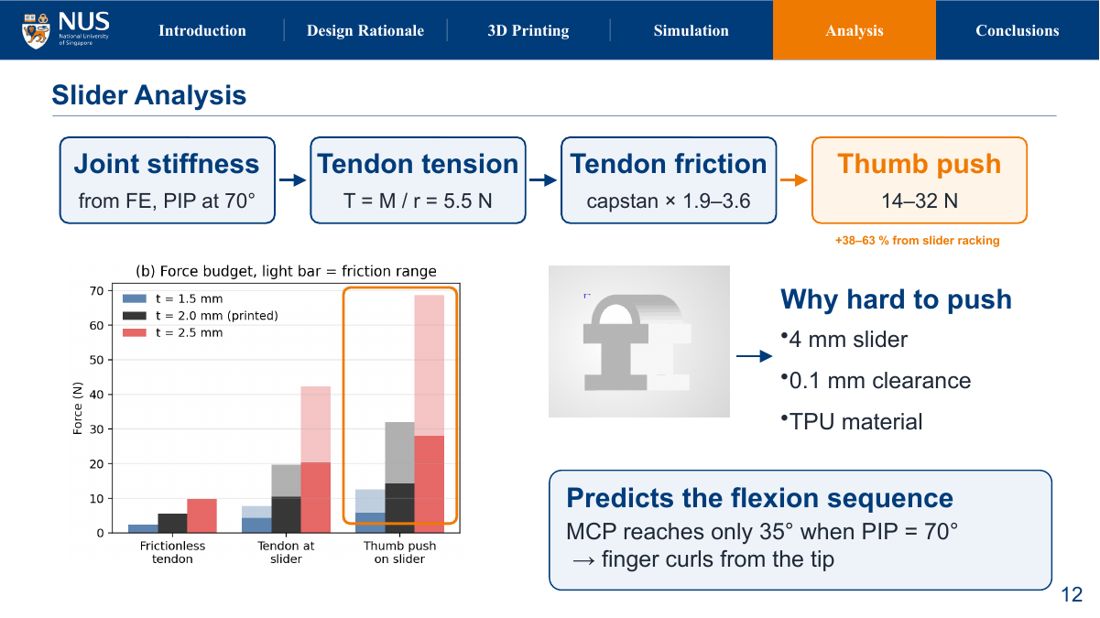 NUS
National University
of Singapore
Introduction
Design Rationale
3D Printing
Simulation
Analysis
Conclusions
Slider Analysis
Joint stiffness
from FE, PIP at 70°
Tendon tension
T = M / r = 5.5 N
Tendon friction
capstan × 1.9–3.6
Thumb push
14–32 N
+38–63 % from slider racking
(b) Force budget, light bar = friction range
t = 1.5 mm
t = 2.0 mm (printed)
t = 2.5 mm
Force (N)
70
60
50
40
30
20
10
0
Frictionless
tendon
Tendon at
slider
Thumb push
on slider
Why hard to push
•4 mm slider
•0.1 mm clearance
•TPU material
Predicts the flexion sequence
MCP reaches only 35° when PIP = 70°
→ finger curls from the tip
12